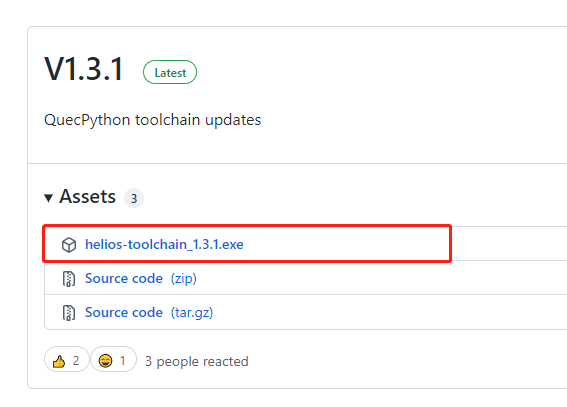 V1.3.1 Latest
QuecPython toolchain updates
Assets 3
helios-toolchain_1.3.1.exe
Source code (zip)
Source code (tar.gz)
👍 2 😄 1 3 people reacted